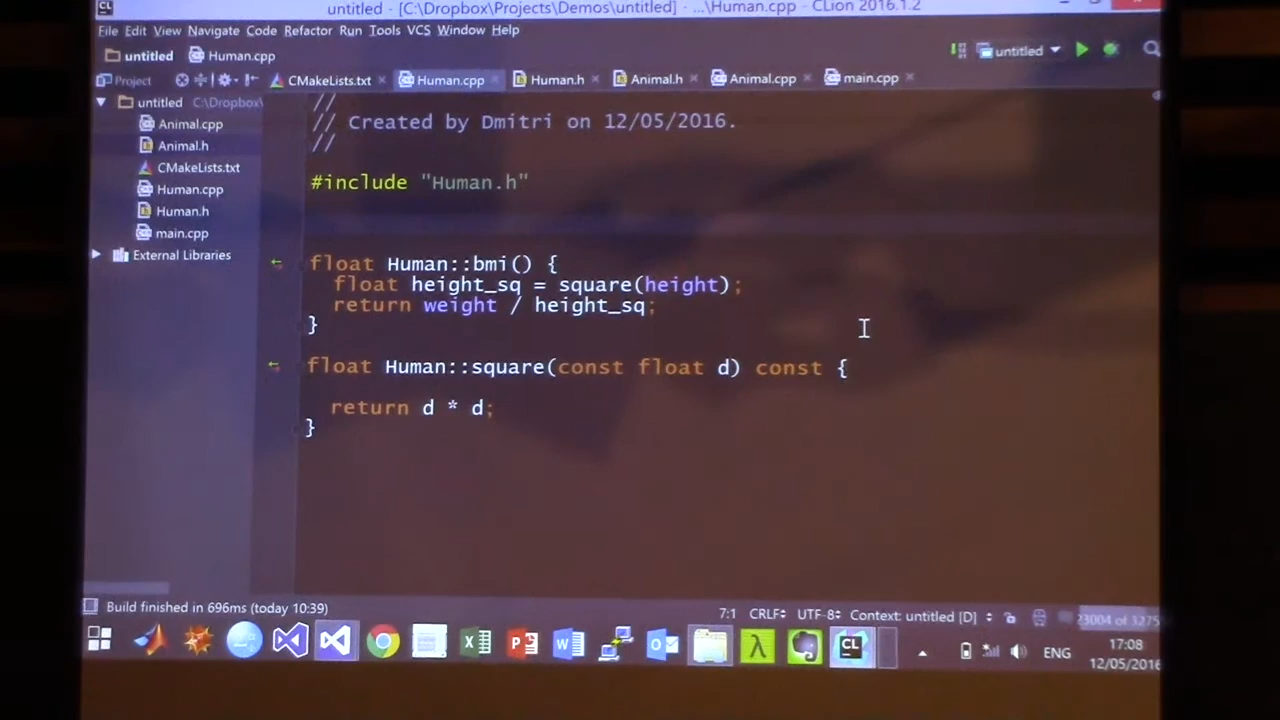 untitled - [C:\Dropbox\Projects\Demos\untitled] - ...\Human.cpp - CLion 2016.1.2
File Edit View Navigate Code Refactor Run Tools VCS Window Help
untitled Human.cpp untitled
Project CMakeLists.txt Human.cpp Human.h Animal.h Animal.cpp main.cpp
untitled C:\Dropbox\
Animal.cpp
Animal.h
CMakeLists.txt
Human.cpp
Human.h
main.cpp
External Libraries
//
// Created by Dmitri on 12/05/2016.
//
#include "Human.h"
float Human::bmi() {
float height_sq = square(height);
return weight / height_sq;
}
float Human::square(const float d) const {
return d * d;
}
Build finished in 696ms (today 10:39)
7:1 CRLF UTF-8 Context: untitled [D] 23004 of 3275
ENG
17:08
12/05/2016